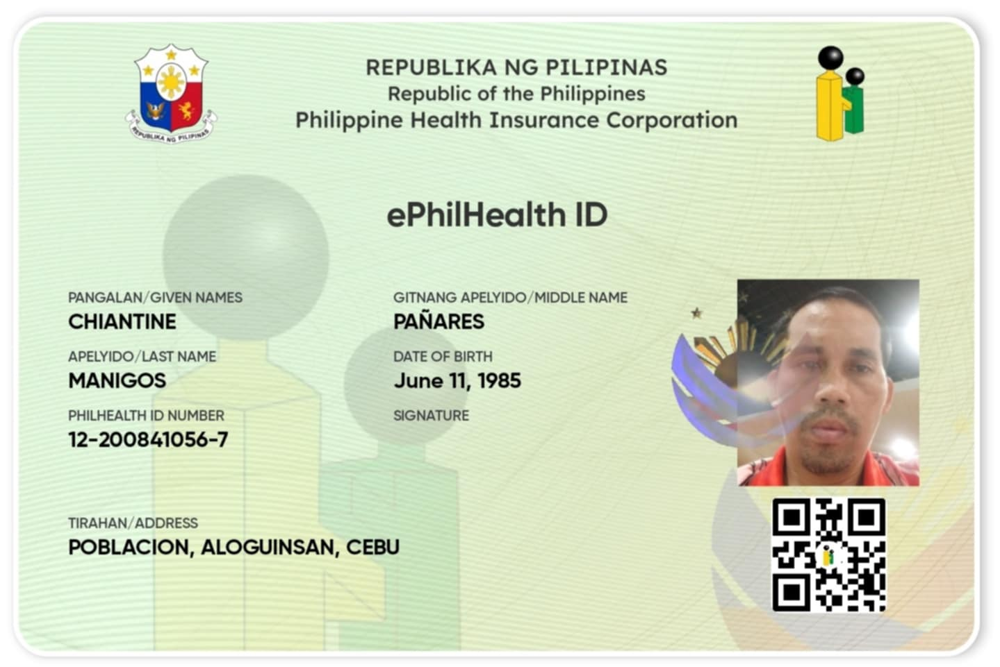 REPUBLIKA NG PILIPINAS
Republic of the Philippines
Philippine Health Insurance Corporation
REPUBLIKA NG PILIPINAS
ePhilHealth ID
PANGALAN/GIVEN NAMES
CHIANTINE
GITNANG APELYIDO/MIDDLE NAME
PAÑARES
APELYIDO/LAST NAME
MANIGOS
DATE OF BIRTH
June 11, 1985
PHILHEALTH ID NUMBER
12-200841056-7
SIGNATURE
TIRAHAN/ADDRESS
POBLACION, ALOGUINSAN, CEBU